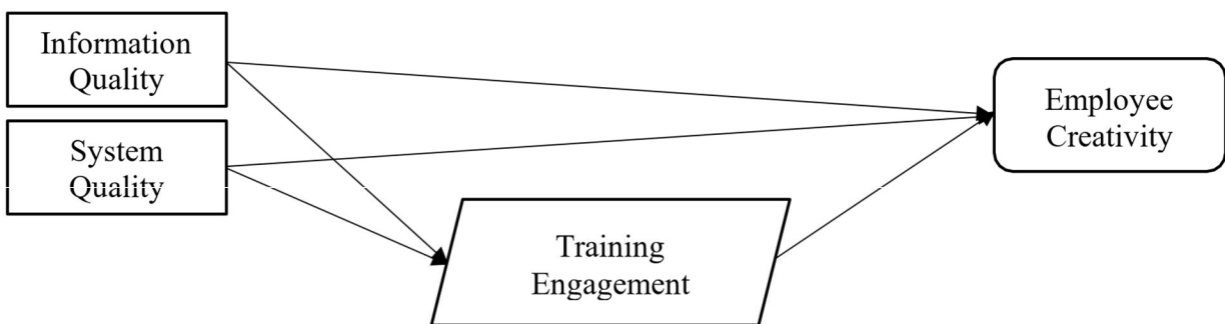 Information
Quality
System
Quality
Training
Engagement
Employee
Creativity